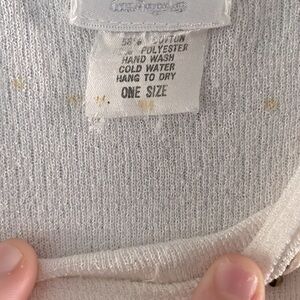 COTTON
POLYESTER
HAND WASH
COLD WATER
HANG TO DRY
ONE SIZE